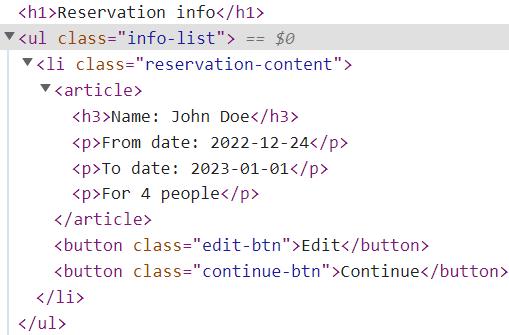 <h1>Reservation info</h1>
<ul class="info-list"> == $0
<li class="reservation-content">
<article>
<h3>Name: John Doe</h3>
<p>From date: 2022-12-24</p>
<p>To date: 2023-01-01</p>
<p>For 4 people</p>
</article>
<button class="edit-btn">Edit</button>
<button class="continue-btn">Continue</button>
</li>
</ul>